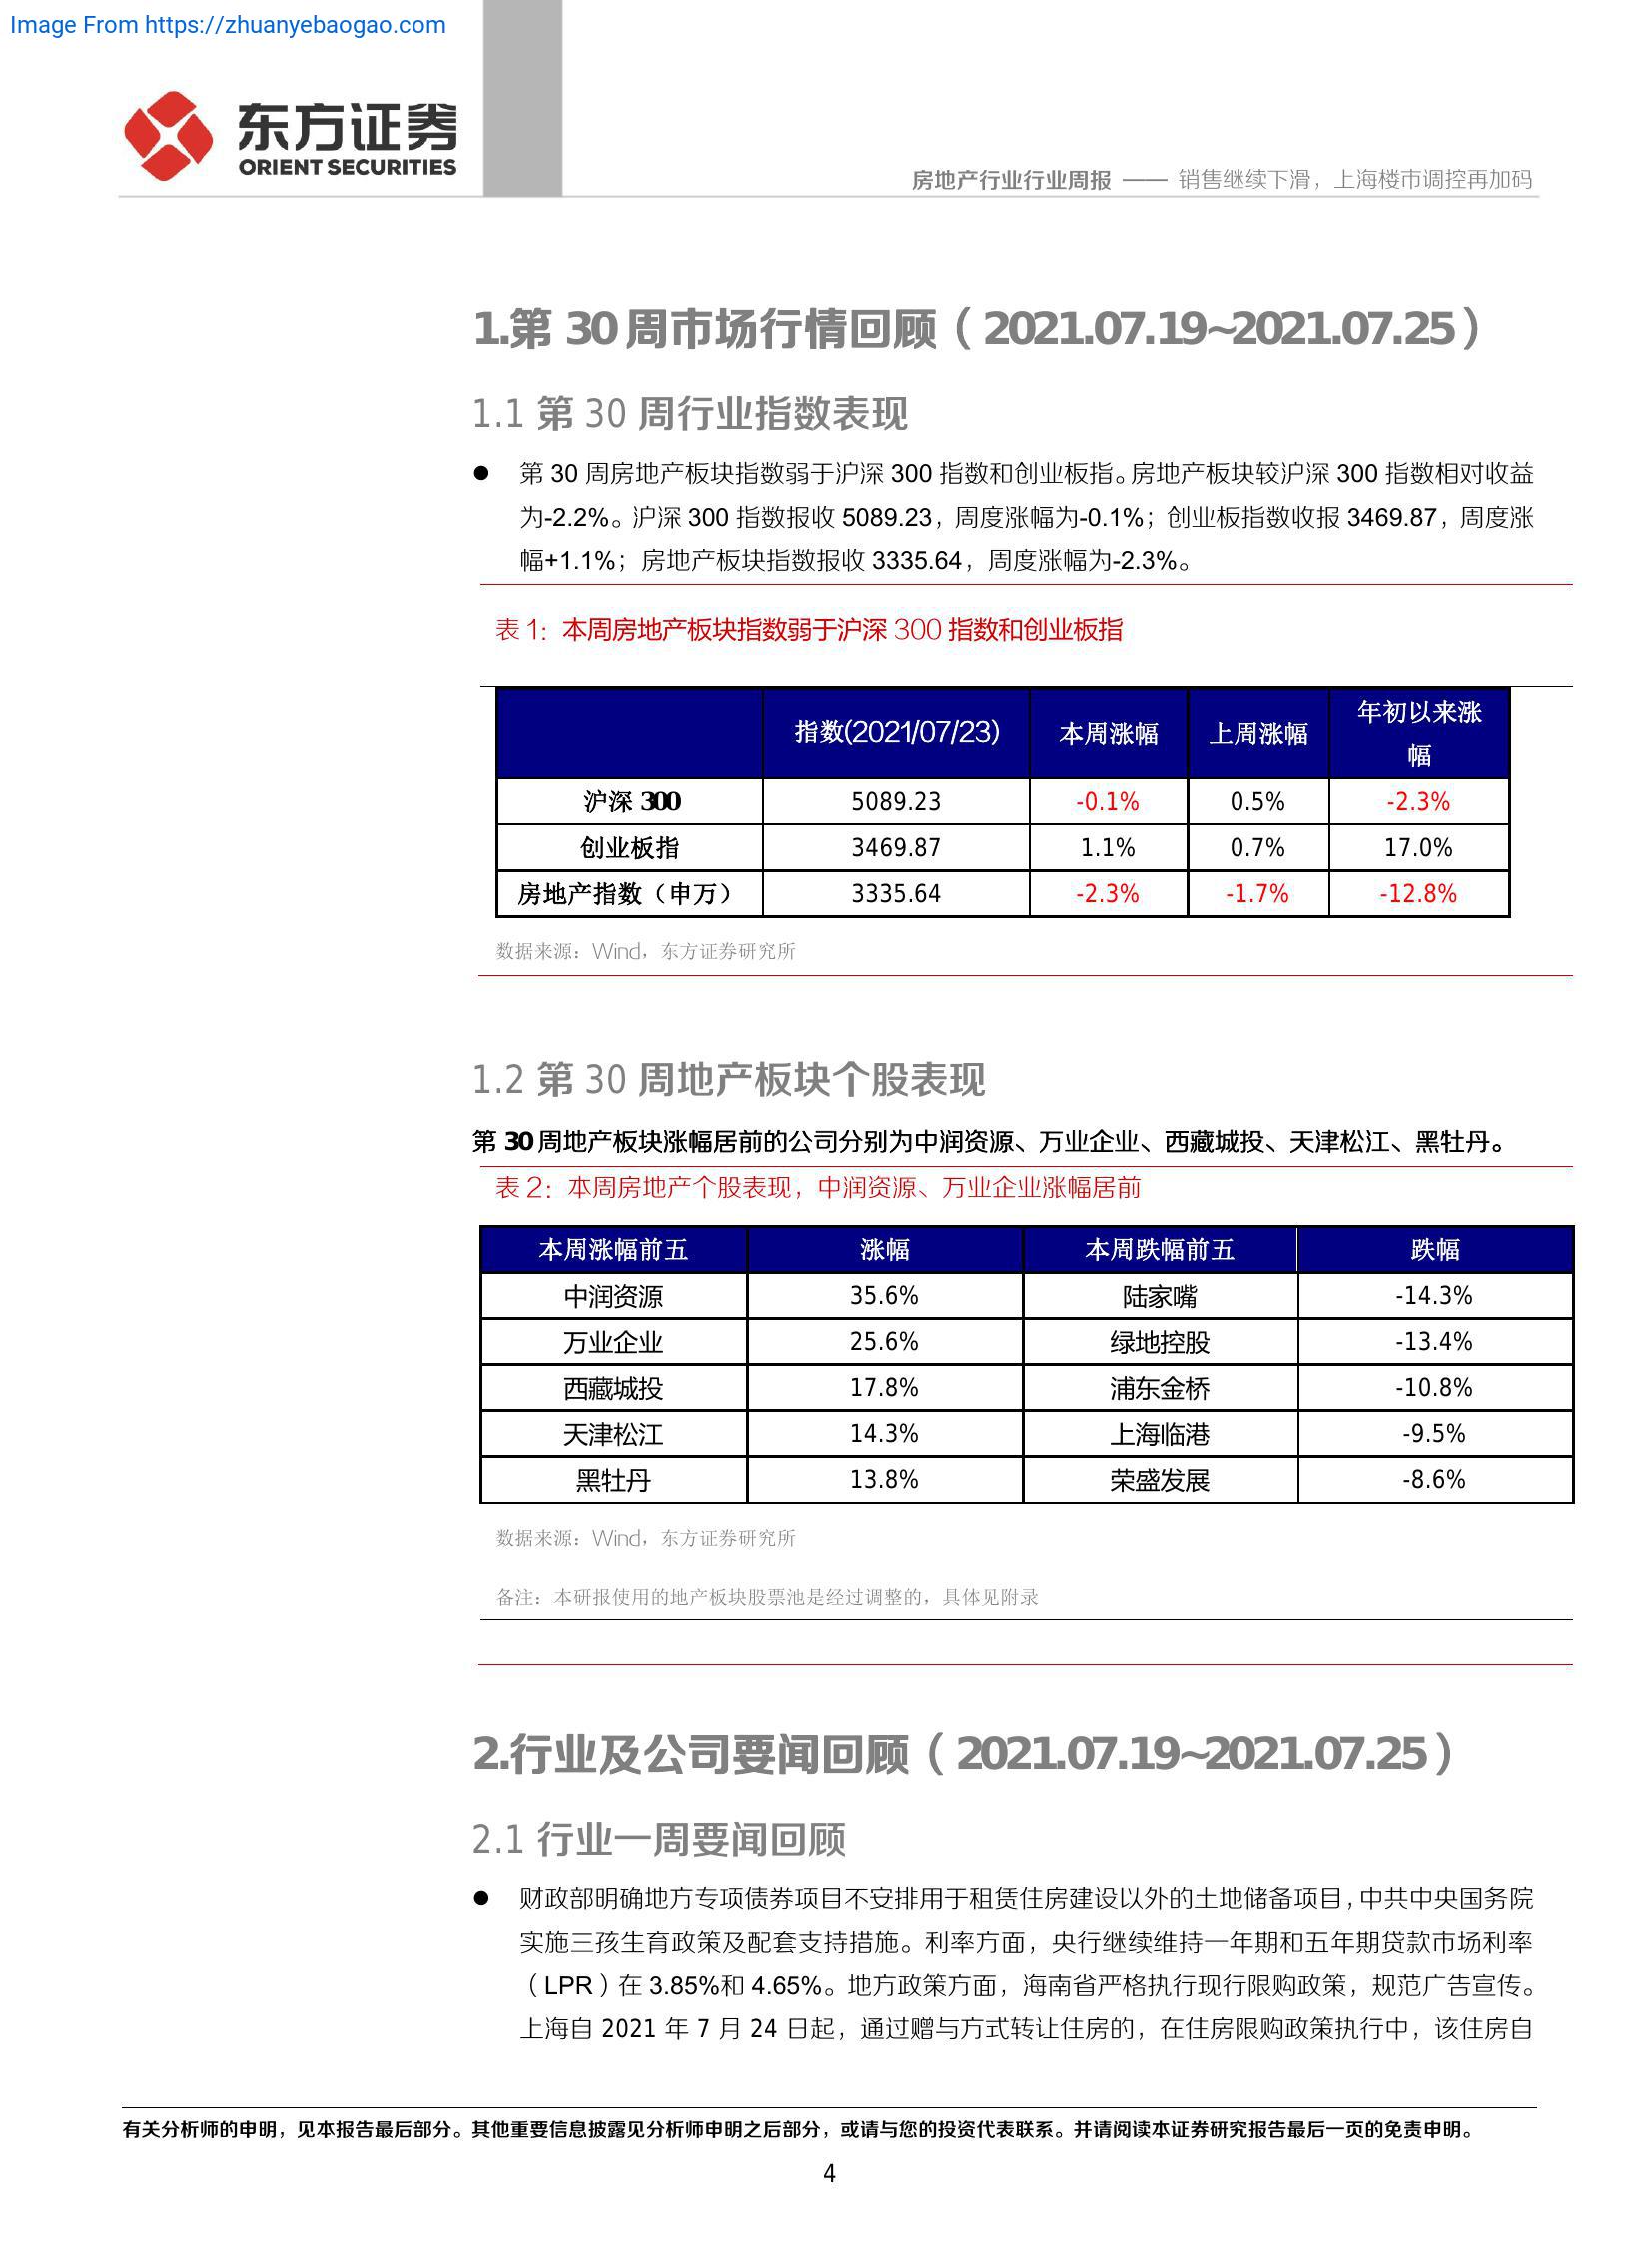 Image From https://zhuanyebaogao.com
东方证券
ORIENT SECURITIES
房地产行业行业周报 —— 销售继续下滑，上海楼市调控再加码
1.第 30 周市场行情回顾（2021.07.19~2021.07.25）
1.1 第 30 周行业指数表现
● 第 30 周房地产板块指数弱于沪深 300 指数和创业板指。房地产板块较沪深 300 指数相对收益
为-2.2%。沪深 300 指数报收 5089.23，周度涨幅为-0.1%；创业板指数收报 3469.87，周度涨
幅+1.1%；房地产板块指数报收 3335.64，周度涨幅为-2.3%。
表 1：本周房地产板块指数弱于沪深 300 指数和创业板指
指数(2021/07/23) 本周涨幅 上周涨幅 年初以来涨
幅
沪深 300 5089.23 -0.1% 0.5% -2.3%
创业板指 3469.87 1.1% 0.7% 17.0%
房地产指数（申万） 3335.64 -2.3% -1.7% -12.8%
数据来源：Wind，东方证券研究所
1.2 第 30 周地产板块个股表现
第 30 周地产板块涨幅居前的公司分别为中润资源、万业企业、西藏城投、天津松江、黑牡丹。
表 2：本周房地产个股表现，中润资源、万业企业涨幅居前
本周涨幅前五 涨幅 本周跌幅前五 跌幅
中润资源 35.6% 陆家嘴 -14.3%
万业企业 25.6% 绿地控股 -13.4%
西藏城投 17.8% 浦东金桥 -10.8%
天津松江 14.3% 上海临港 -9.5%
黑牡丹 13.8% 荣盛发展 -8.6%
数据来源：Wind，东方证券研究所
备注：本研报使用的地产板块股票池是经过调整的，具体见附录
2.行业及公司要闻回顾（2021.07.19~2021.07.25）
2.1 行业一周要闻回顾
● 财政部明确地方专项债券项目不安排用于租赁住房建设以外的土地储备项目，中共中央国务院
实施三孩生育政策及配套支持措施。利率方面，央行继续维持一年期和五年期贷款市场利率
（LPR）在 3.85%和 4.65%。地方政策方面，海南省严格执行现行限购政策，规范广告宣传。
上海自 2021 年 7 月 24 日起，通过赠与方式转让住房的，在住房限购政策执行中，该住房自
有关分析师的申明，见本报告最后部分。其他重要信息披露见分析师申明之后部分，或请与您的投资代表联系。并请阅读本证券研究报告最后一页的免责申明。
4